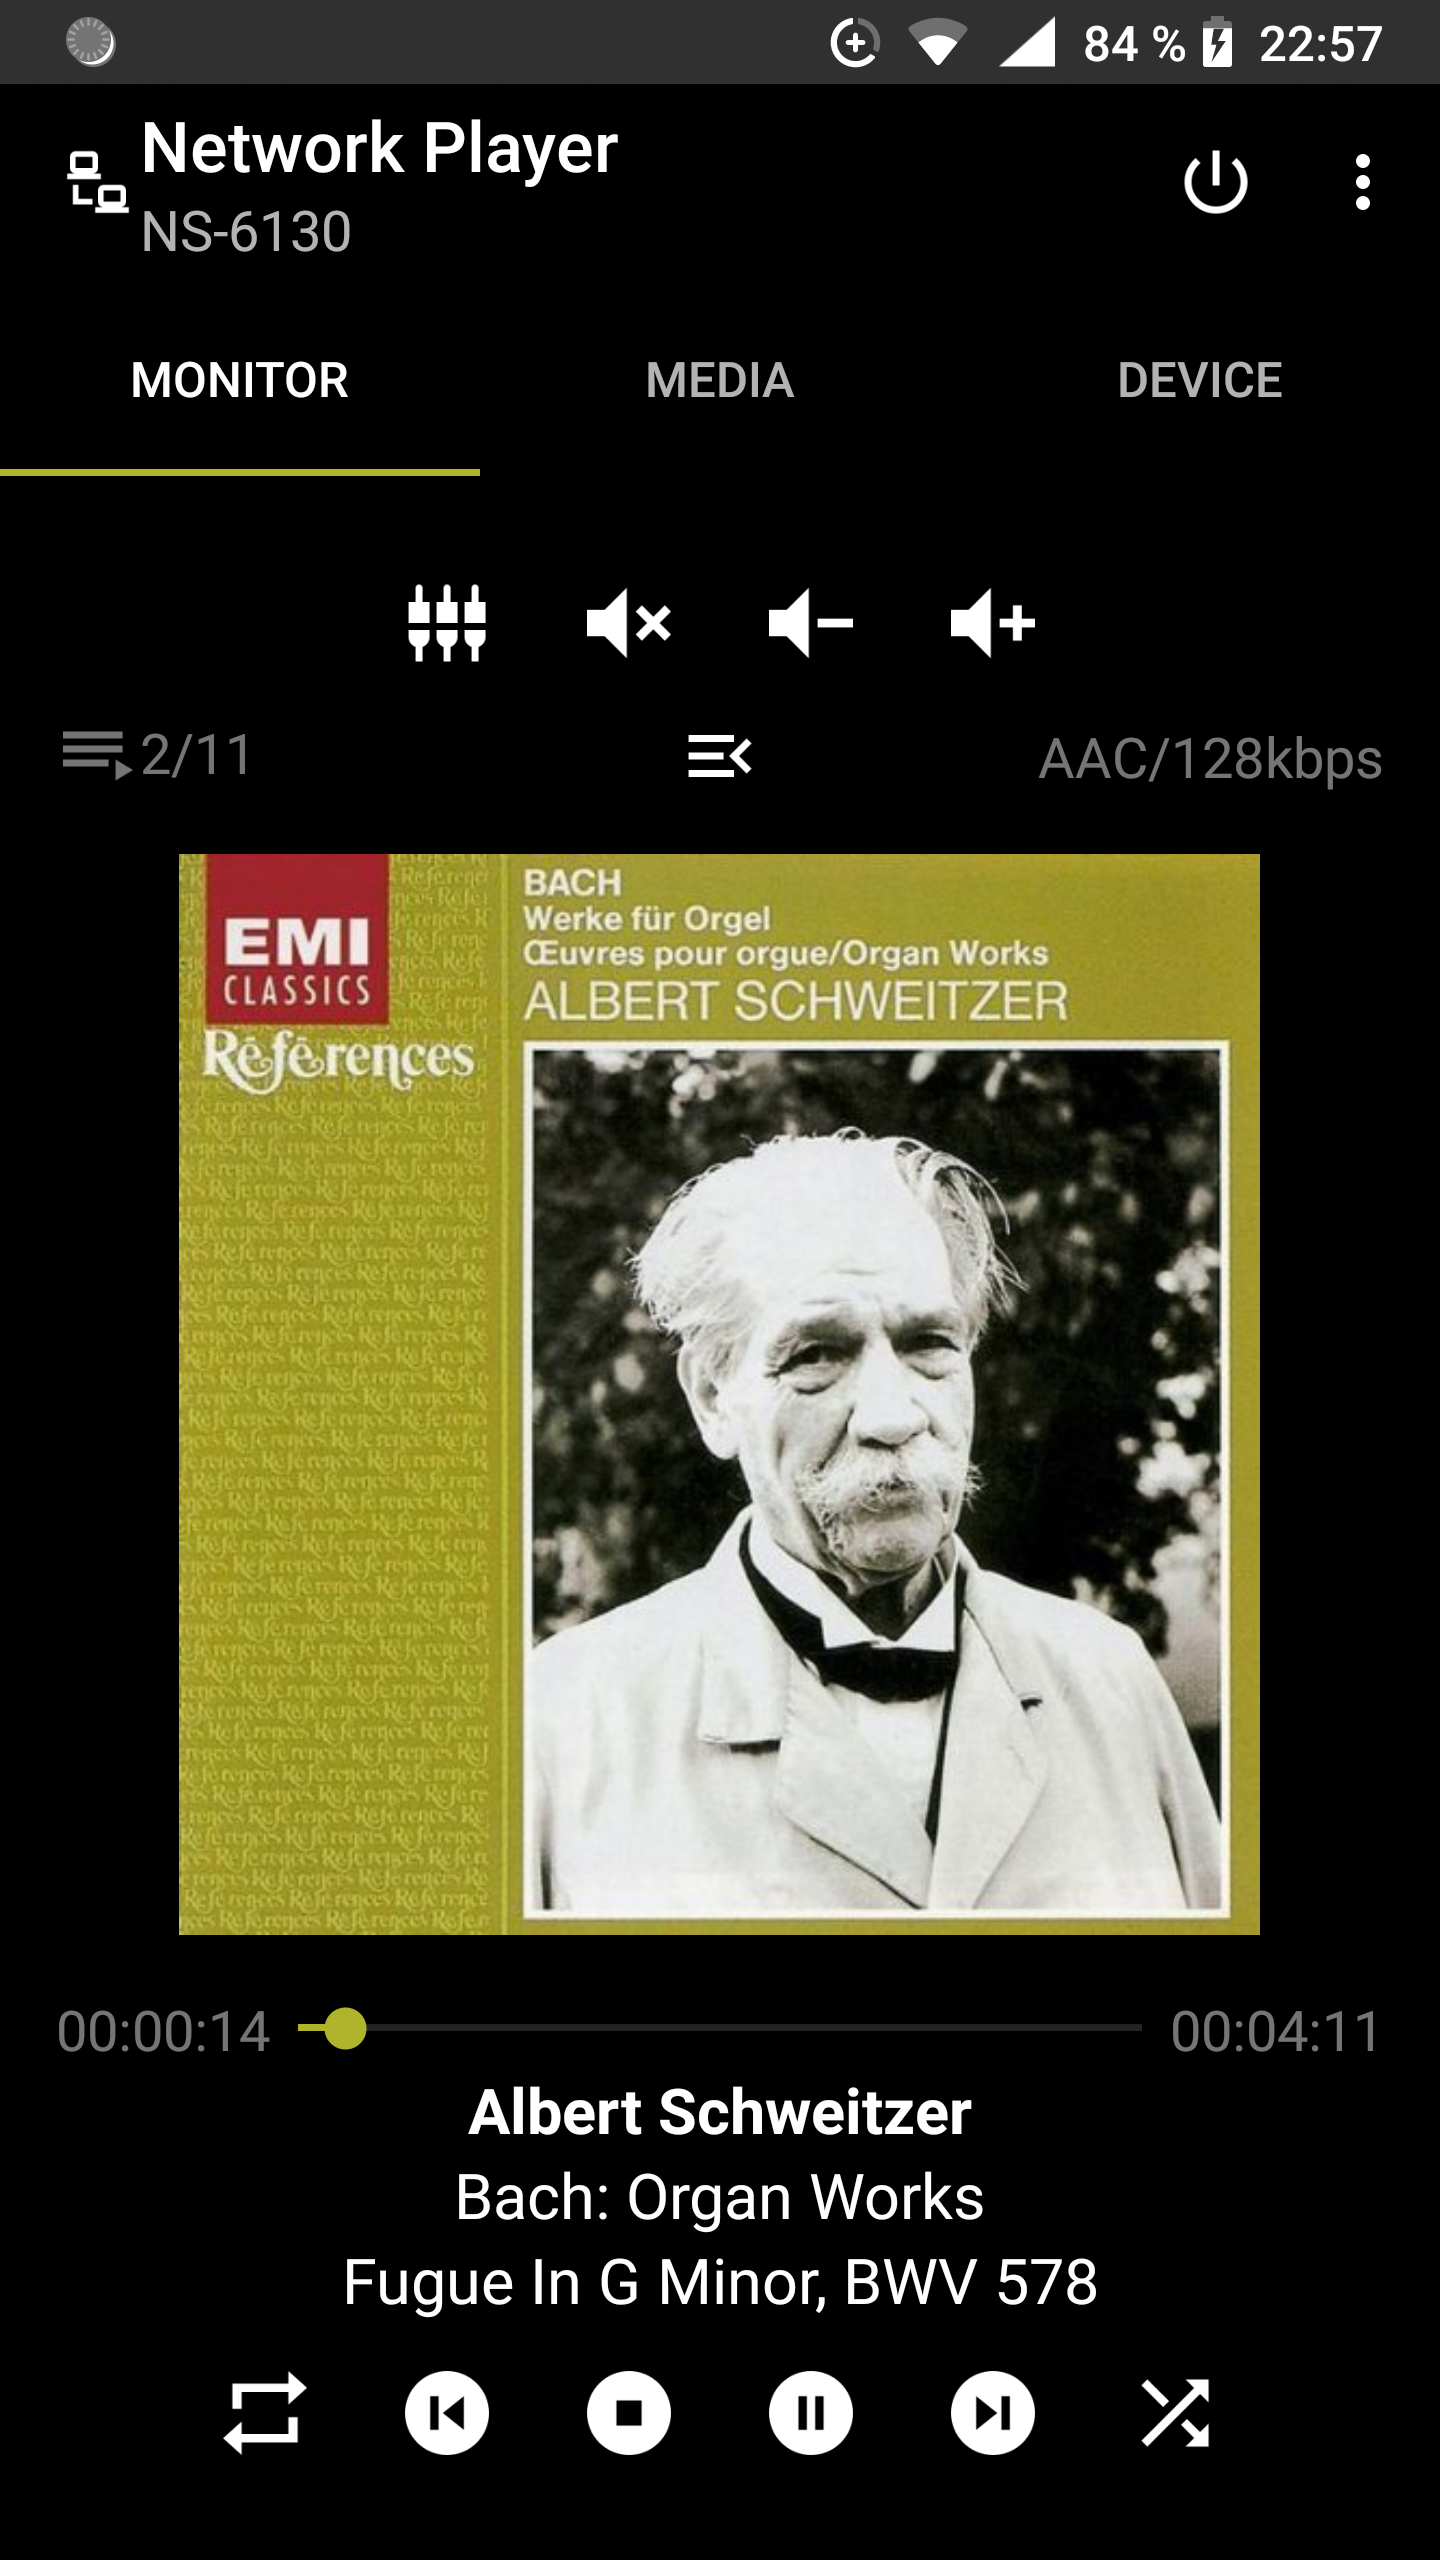 84 % 22:57
Network Player
NS-6130
MONITOR MEDIA DEVICE
2/11 AAC/128kbps
EMI
CLASSICS
Références
BACH
Werke für Orgel
Œuvres pour orgue/Organ Works
ALBERT SCHWEITZER
00:00:14 00:04:11
Albert Schweitzer
Bach: Organ Works
Fugue In G Minor, BWV 578